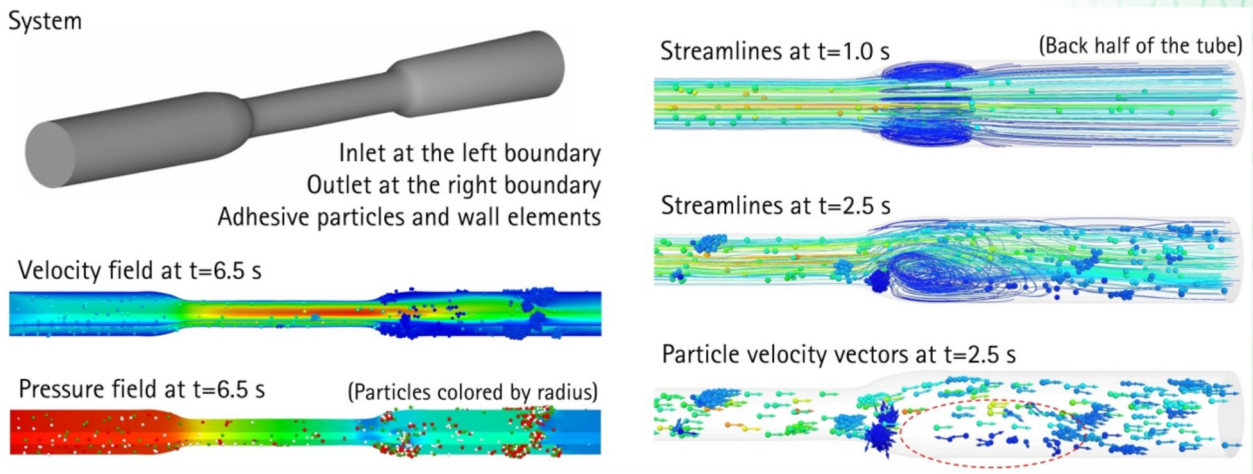 System
Inlet at the left boundary
Outlet at the right boundary
Adhesive particles and wall elements
Velocity field at t=6.5 s
Pressure field at t=6.5 s
(Particles colored by radius)
Streamlines at t=1.0 s
(Back half of the tube)
Streamlines at t=2.5 s
Particle velocity vectors at t=2.5 s